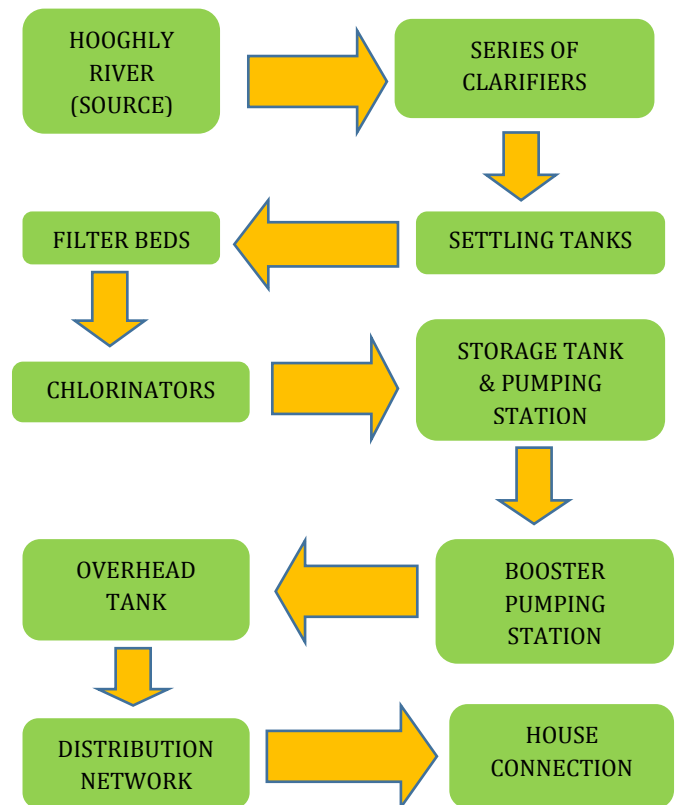 HOOGHLY
RIVER
(SOURCE)
SERIES OF
CLARIFIERS
SETTLING TANKS
FILTER BEDS
CHLORINATORS
STORAGE TANK
& PUMPING
STATION
BOOSTER
PUMPING
STATION
OVERHEAD
TANK
DISTRIBUTION
NETWORK
HOUSE
CONNECTION